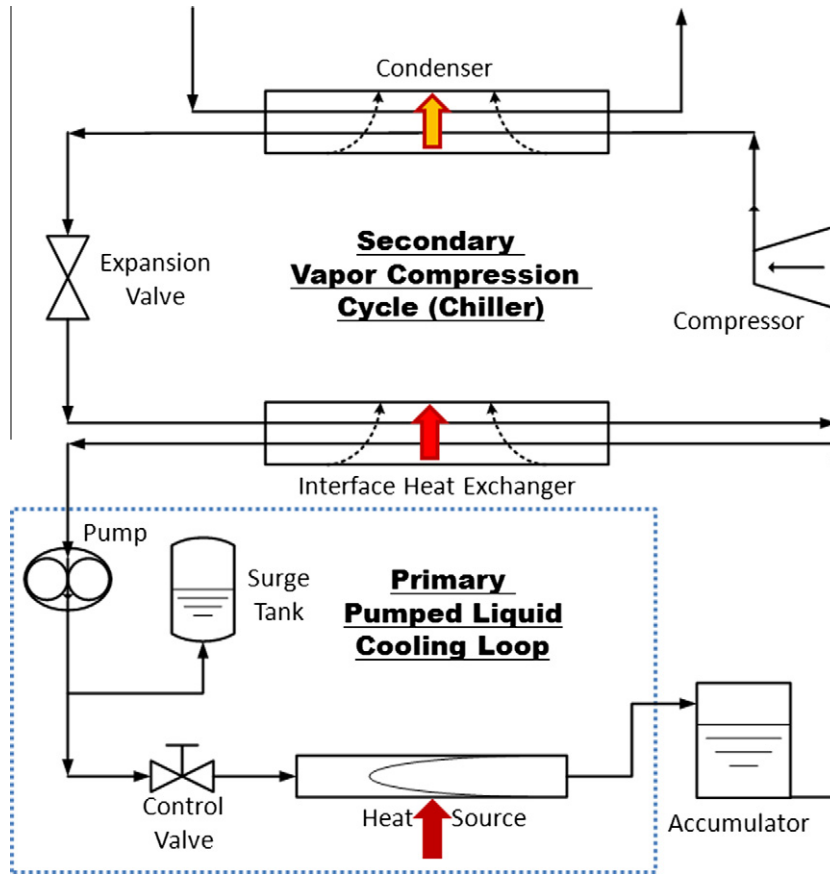 Condenser
Secondary
Vapor Compression
Cycle (Chiller)
Expansion
Valve
Compressor
Interface Heat Exchanger
Pump
Surge
Tank
Primary
Pumped Liquid
Cooling Loop
Control
Valve
Heat Source
Accumulator